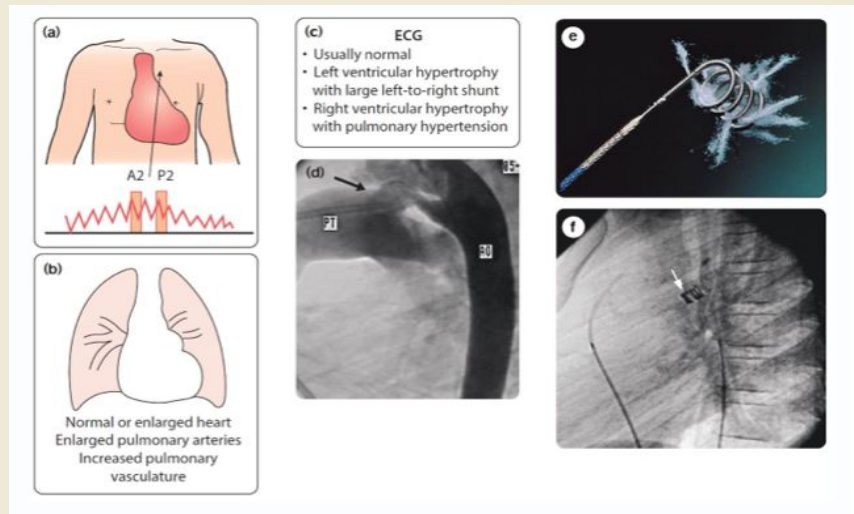 (a)
A2 P2
(b)
Normal or enlarged heart
Enlarged pulmonary arteries
Increased pulmonary
vasculature
(c)
ECG
• Usually normal
• Left ventricular hypertrophy
with large left-to-right shunt
• Right ventricular hypertrophy
with pulmonary hypertension
(d)
PT
e
f